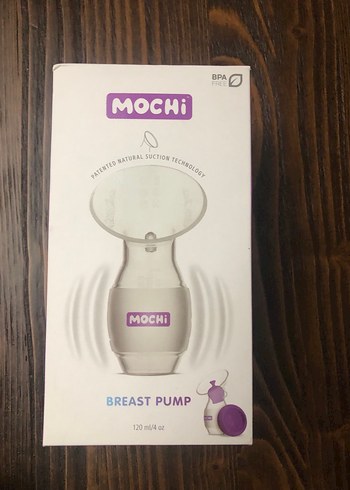 BPA
FREE
MOCHi
PATENTED NATURAL SUCTION TECHNOLOGY
MOCHi
BREAST PUMP
120 ml/4 oz